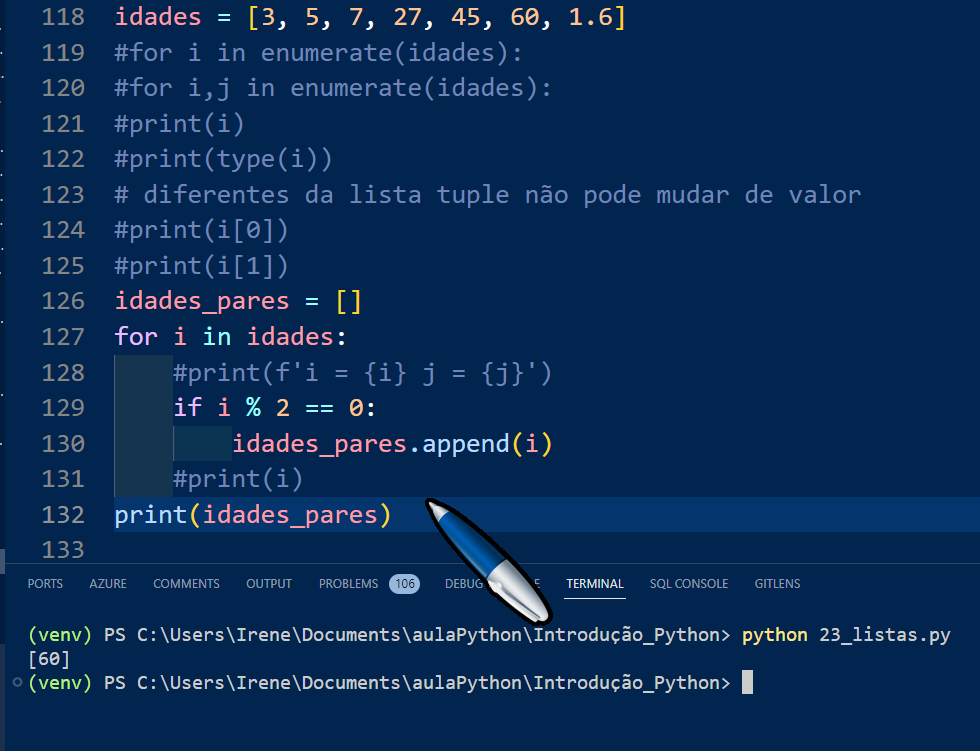 118 idades = [3, 5, 7, 27, 45, 60, 1.6]
119 #for i in enumerate(idades):
120 #for i,j in enumerate(idades):
121 #print(i)
122 #print(type(i))
123 # diferentes da lista tuple não pode mudar de valor
124 #print(i[0])
125 #print(i[1])
126 idades_pares = []
127 for i in idades:
128 #print(f'i = {i} j = {j}')
129 if i % 2 == 0:
130 idades_pares.append(i)
131 #print(i)
132 print(idades_pares)
133
PORTS AZURE COMMENTS OUTPUT PROBLEMS 106 DEBUG TERMINAL SQL CONSOLE GITLENS
(venv) PS C:\Users\Irene\Documents\aulaPython\Introdução_Python> python 23_listas.py
[60]
(venv) PS C:\Users\Irene\Documents\aulaPython\Introdução_Python>